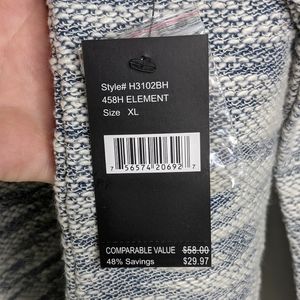 Style# H3102BH
458H ELEMENT
Size XL
7 56574 20692 7
COMPARABLE VALUE $58.00
48% Savings $29.97